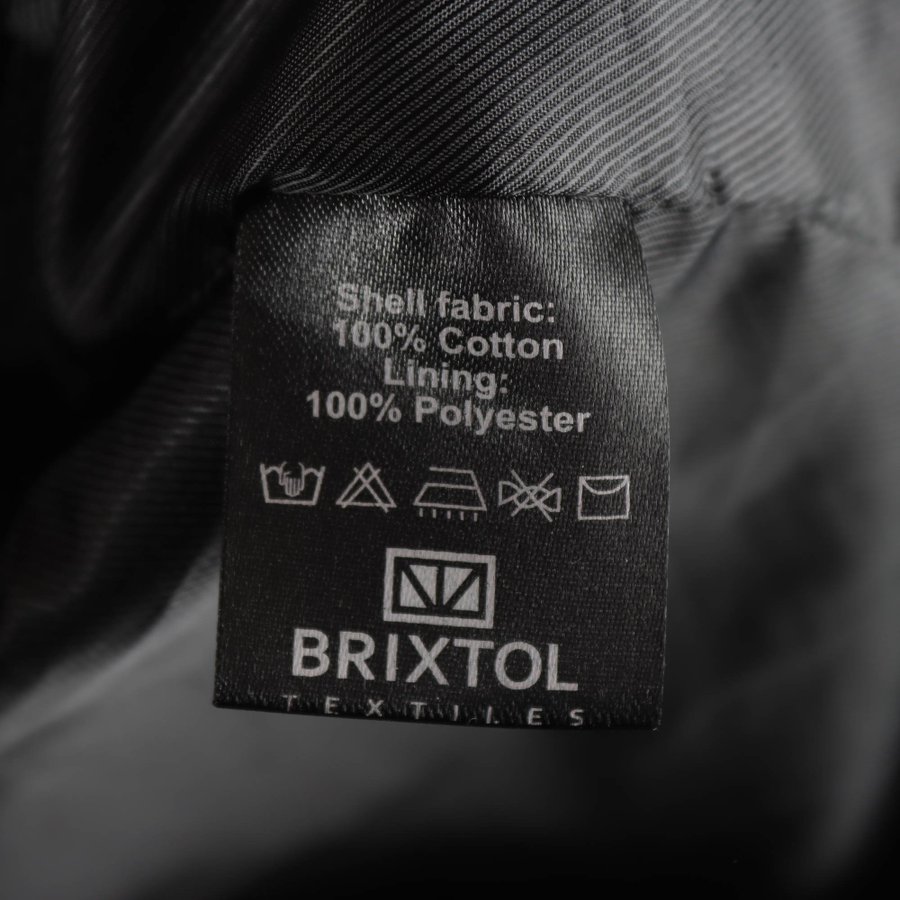 Shell fabric:
100% Cotton
Lining:
100% Polyester
BRIXTOL
TEXTILES